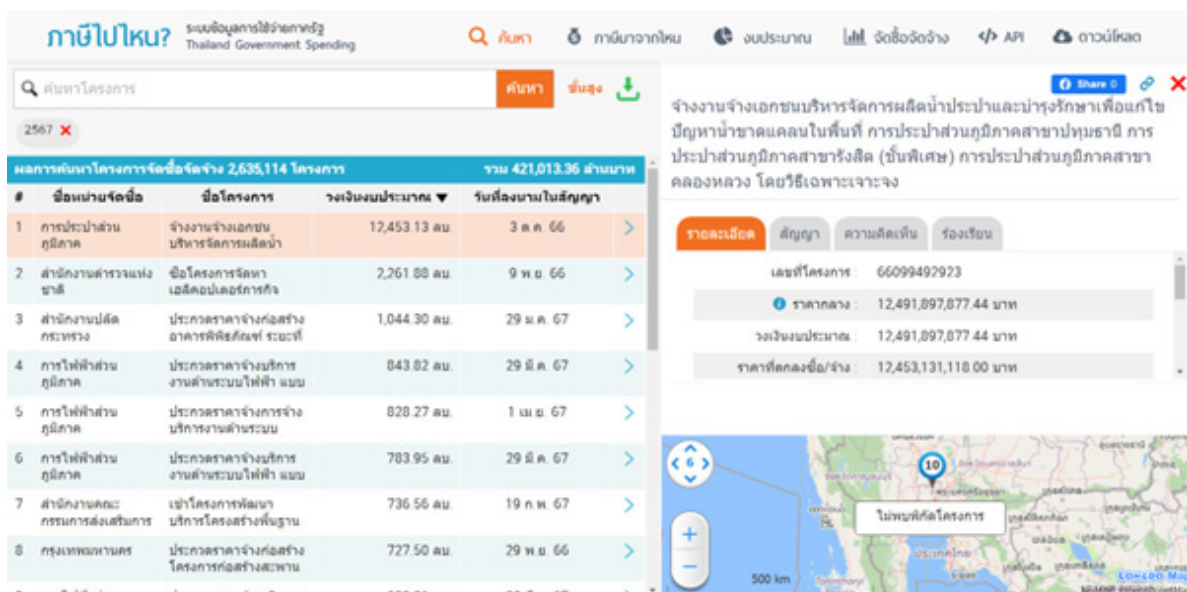 ภาษีไปไหน? ระบบข้อมูลการใช้จ่ายภาครัฐ
Thailand Government Spending
ค้นหา ภาษีมาจากไหน งบประมาณ จัดซื้อจัดจ้าง </> API ดาวน์โหลด
ค้นหาโครงการ ค้นหา ขั้นสูง
2567
ผลการค้นหาโครงการจัดซื้อจัดจ้าง 2,635,114 โครงการ รวม 421,013.36 ล้านบาท
# ชื่อหน่วยจัดซื้อ ชื่อโครงการ วงเงินงบประมาณ ▼ วันที่ลงนามในสัญญา
1 การประปาส่วนภูมิภาค จ้างงานจ้างเอกชนบริหารจัดการผลิตน้ำ 12,453.13 ลบ. 3 ต.ค. 66
2 สำนักงานตำรวจแห่งชาติ ซื้อโครงการจัดหาเฮลิคอปเตอร์ภารกิจ 2,261.88 ลบ. 9 พ.ย. 66
3 สำนักงานปลัดกระทรวง ประกวดราคาจ้างก่อสร้างอาคารพิพิธภัณฑ์ ระยะที่ 1,044.30 ลบ. 29 ม.ค. 67
4 การไฟฟ้าส่วนภูมิภาค ประกวดราคาจ้างบริการงานด้านระบบไฟฟ้า แบบ 843.82 ลบ. 29 มี.ค. 67
5 การไฟฟ้าส่วนภูมิภาค ประกวดราคาจ้างการจ้างบริการงานด้านระบบ 828.27 ลบ. 1 เม.ย. 67
6 การไฟฟ้าส่วนภูมิภาค ประกวดราคาจ้างบริการงานด้านระบบไฟฟ้า แบบ 783.95 ลบ. 29 มี.ค. 67
7 สำนักงานคณะกรรมการส่งเสริมการ เช่าโครงการพัฒนาบริการโครงสร้างพื้นฐาน 736.56 ลบ. 19 ก.พ. 67
8 กรุงเทพมหานคร ประกวดราคาจ้างก่อสร้างโครงการก่อสร้างสะพาน 727.50 ลบ. 29 พ.ย. 66
Share 0
จ้างงานจ้างเอกชนบริหารจัดการผลิตน้ำประปาและบำรุงรักษาเพื่อแก้ไข
ปัญหาน้ำขาดแคลนในพื้นที่ การประปาส่วนภูมิภาคสาขาปทุมธานี การ
ประปาส่วนภูมิภาคสาขารังสิต (ชั้นพิเศษ) การประปาส่วนภูมิภาคสาขา
คลองหลวง โดยวิธีเฉพาะเจาะจง
รายละเอียด สัญญา ความคิดเห็น ร้องเรียน
เลขที่โครงการ : 66099492923
ราคากลาง : 12,491,897,877.44 บาท
วงเงินงบประมาณ : 12,491,897,877.44 บาท
ราคาที่ตกลงซื้อ/จ้าง : 12,453,131,118.00 บาท
6
10
ไม่พบพิกัดโครงการ
500 km